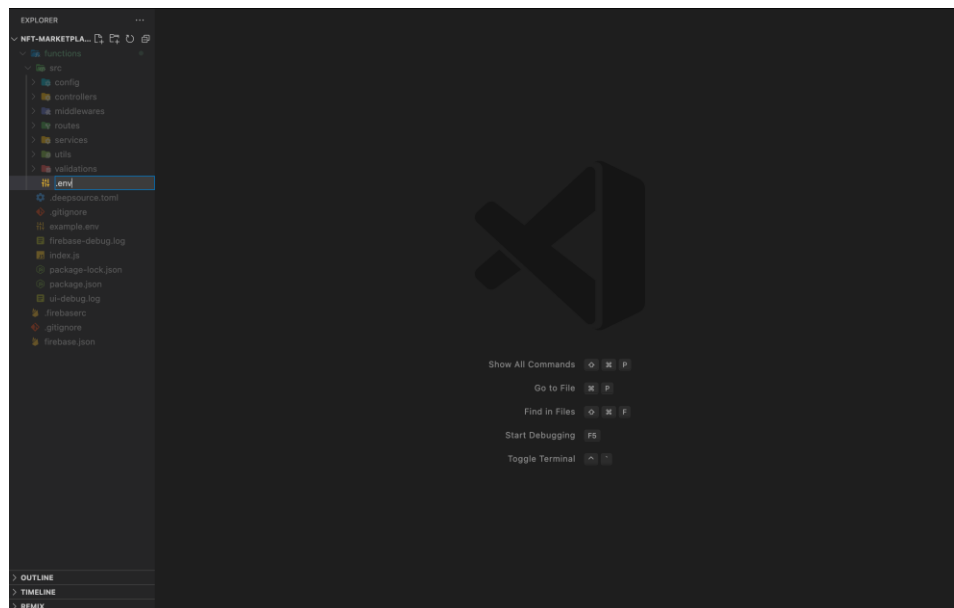 EXPLORER ...
NFT-MARKETPLA...
functions
src
config
controllers
middlewares
routes
services
utils
validations
.env
.deepsource.toml
.gitignore
example.env
firebase-debug.log
index.js
package-lock.json
package.json
ui-debug.log
.firebaserc
.gitignore
firebase.json
Show All Commands ⇧ ⌘ P
Go to File ⌘ P
Find in Files ⇧ ⌘ F
Start Debugging F5
Toggle Terminal ^ `
OUTLINE
TIMELINE
REMIX